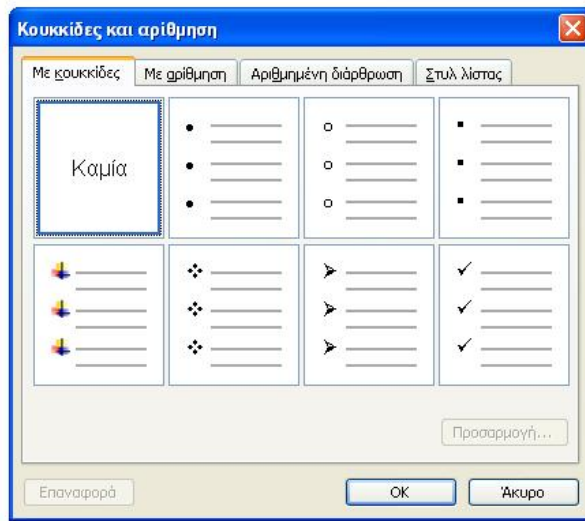 Κουκκίδες και αρίθμηση
Με κουκκίδες Με αρίθμηση Αριθμημένη διάρθρωση Στυλ λίστας
Καμία
Προσαρμογή...
Επαναφορά OK Άκυρο